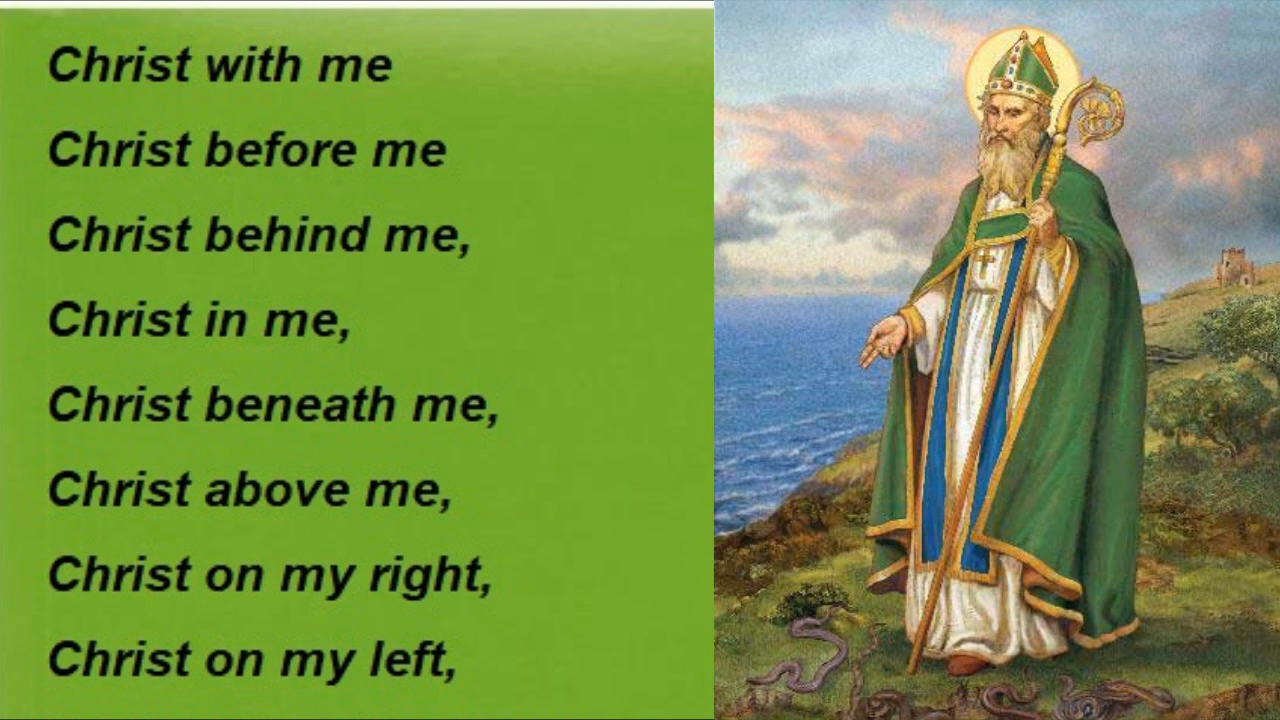 Christ with me
Christ before me
Christ behind me,
Christ in me,
Christ beneath me,
Christ above me,
Christ on my right,
Christ on my left,